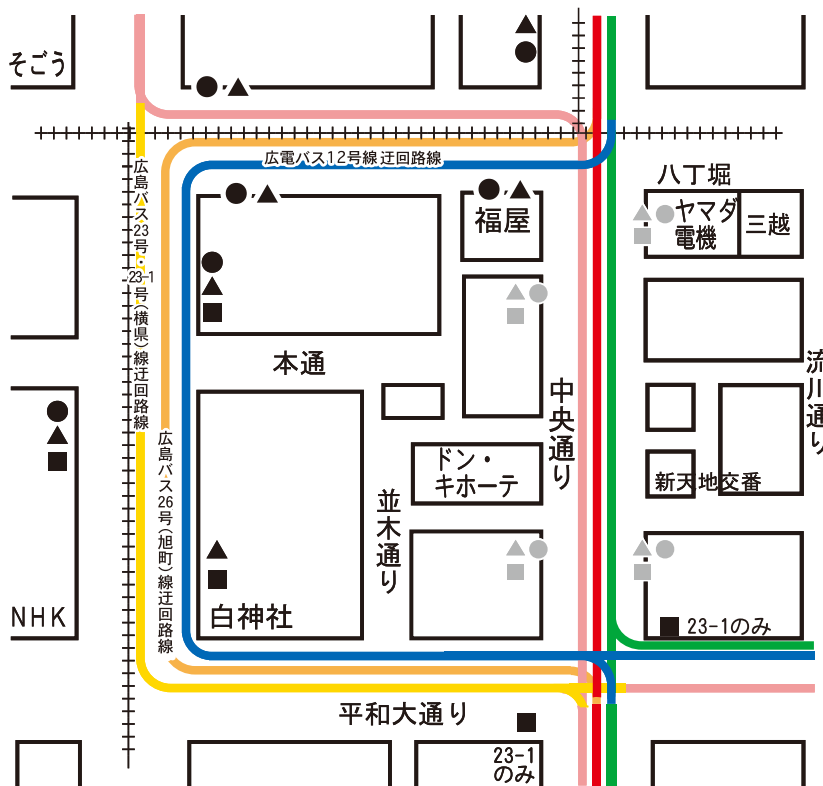 そごう
広電バス12号線 迂回路線
八丁堀
ヤマダ
電機
三越
福屋
広島バス23号・23-1号(横県)線迂回路線
本通
中央通り
流川通り
広島バス26号(旭町)線迂回路線
ドン・
キホーテ
新天地交番
並木通り
NHK
白神社
23-1のみ
平和大通り
23-1
のみ